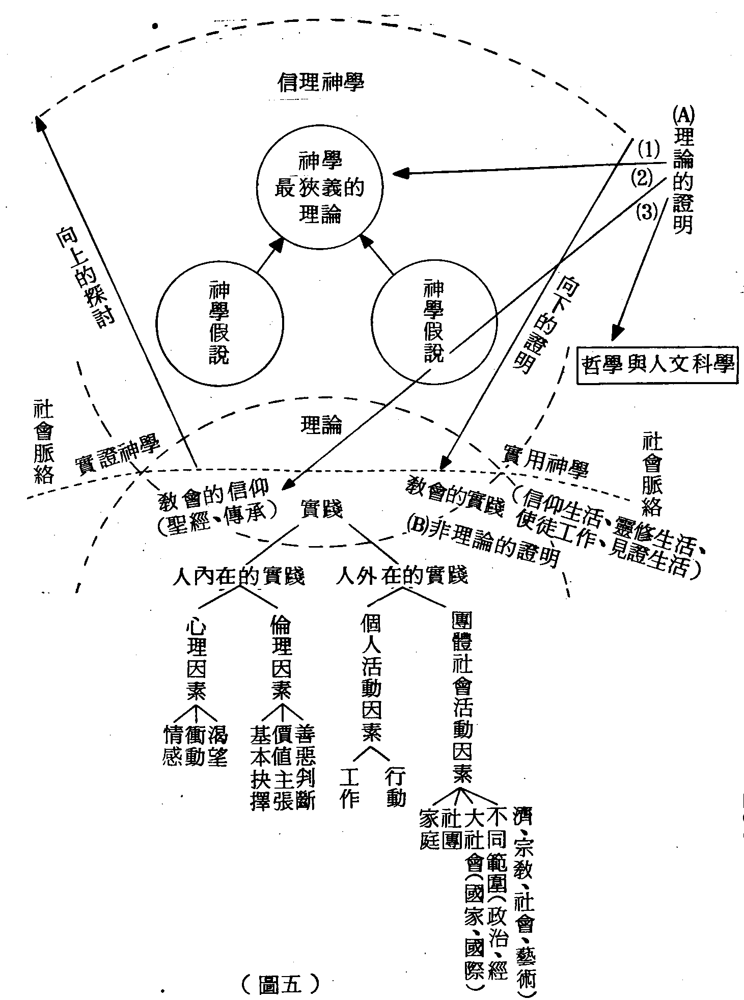 信理神學
(A)理論的證明
(1)
(2)
(3)
神學
最狹義的
理論
向上的探討
神學假說
神學假說
向下的證明
哲學與人文科學
社會脈絡
實證神學
理論
實用神學
社會脈絡
教會的信仰
（聖經、傳承）
實踐
教會的實踐
（信仰生活、靈修生活、
使徒工作、見證生活）
(B)非理論的證明
人內在的實踐
人外在的實踐
心理因素
倫理因素
個人活動因素
團體社會活動因素
情感
衝動
渴望
基本抉擇
價值主張
善惡判斷
工作
行動
家庭
社團
大社會（國家、國際）
不同範圍（政治、經
濟、宗教、社會、藝術）
（圖五）